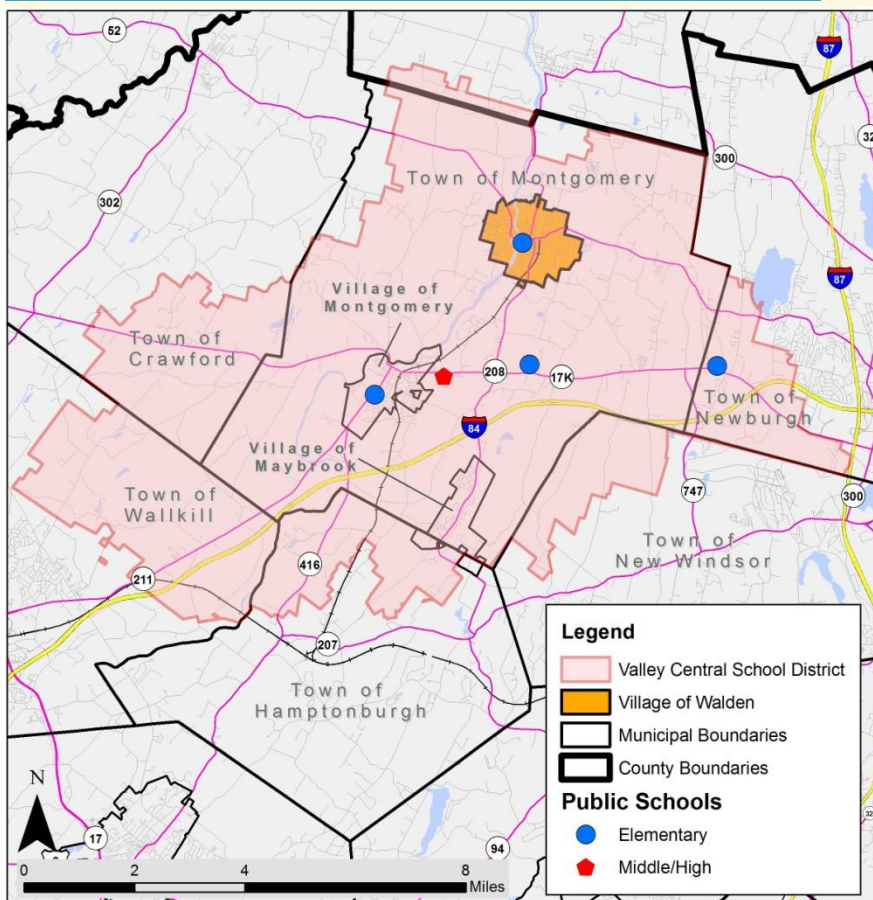 52
87
32
300
302
Town of Montgomery
87
Village of
Montgomery
Town of
Crawford
208
17K
Town of
Newburgh
84
Village of
Maybrook
Town of
Wallkill
747
300
Town of
New Windsor
416
211
207
Town of
Hamptonburgh
Legend
Valley Central School District
Village of Walden
Municipal Boundaries
County Boundaries
Public Schools
Elementary
Middle/High
N
17
94
32
0 2 4 8
Miles